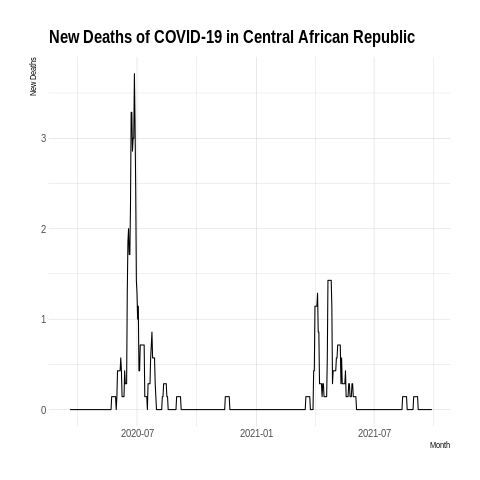 New Deaths of COVID-19 in Central African Republic
New Deaths
3
2
1
0
2020-07 2021-01 2021-07
Month